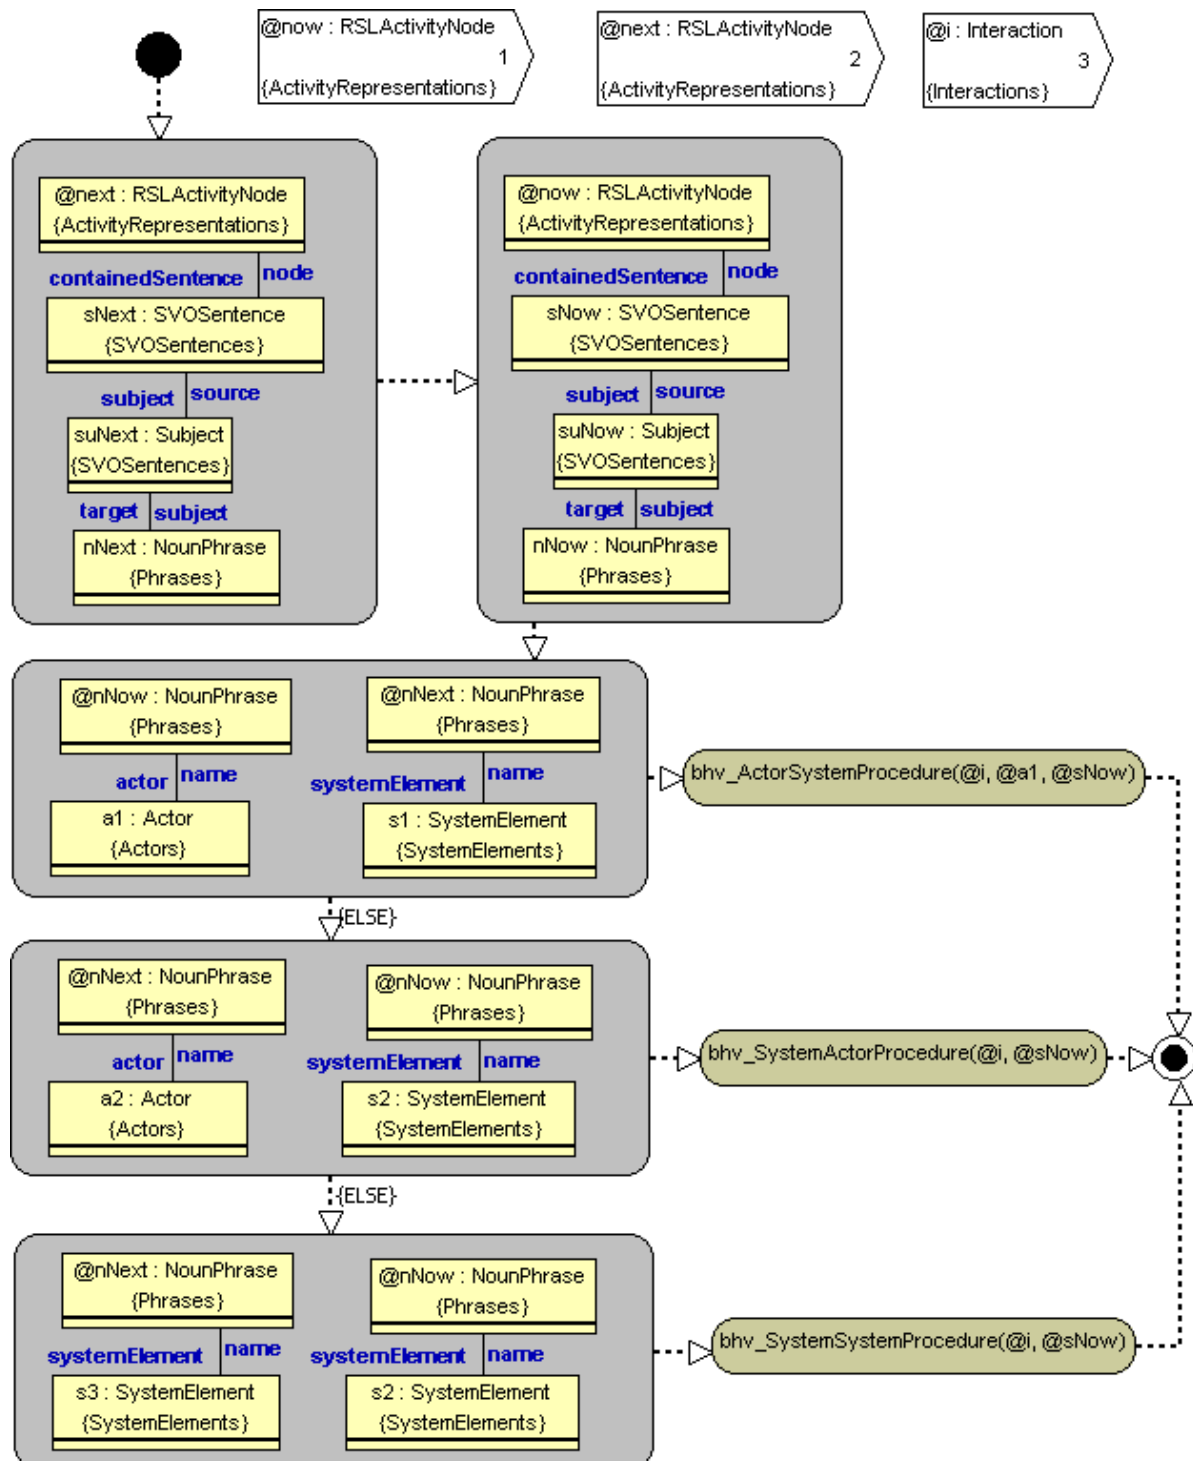 @now : RSLActivityNode
1
{ActivityRepresentations}
@next : RSLActivityNode
2
{ActivityRepresentations}
@i : Interaction
3
{Interactions}
@next : RSLActivityNode
{ActivityRepresentations}
containedSentence
node
sNext : SVOSentence
{SVOSentences}
subject
source
suNext : Subject
{SVOSentences}
target
subject
nNext : NounPhrase
{Phrases}
@now : RSLActivityNode
{ActivityRepresentations}
containedSentence
node
sNow : SVOSentence
{SVOSentences}
subject
source
suNow : Subject
{SVOSentences}
target
subject
nNow : NounPhrase
{Phrases}
@nNow : NounPhrase
{Phrases}
actor
name
a1 : Actor
{Actors}
@nNext : NounPhrase
{Phrases}
systemElement
name
s1 : SystemElement
{SystemElements}
bhv_ActorSystemProcedure(@i, @a1, @sNow)
{ELSE}
@nNext : NounPhrase
{Phrases}
actor
name
a2 : Actor
{Actors}
@nNow : NounPhrase
{Phrases}
systemElement
name
s2 : SystemElement
{SystemElements}
bhv_SystemActorProcedure(@i, @sNow)
{ELSE}
@nNext : NounPhrase
{Phrases}
systemElement
name
s3 : SystemElement
{SystemElements}
@nNow : NounPhrase
{Phrases}
systemElement
name
s2 : SystemElement
{SystemElements}
bhv_SystemSystemProcedure(@i, @sNow)